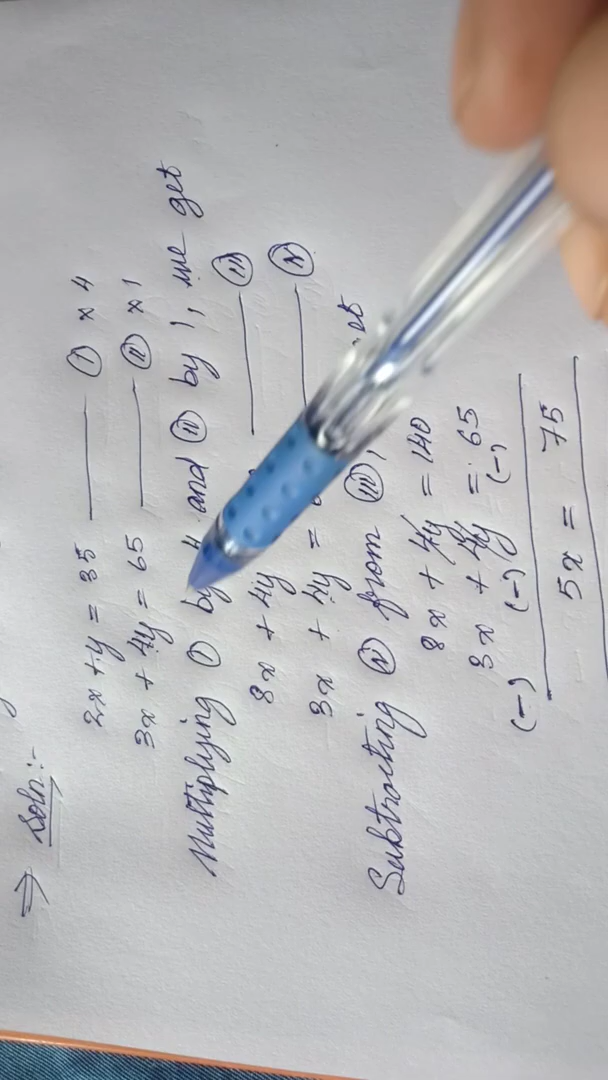 ⇒ Soln:-
2x + y = 35 —— (i) × 4
3x + 4y = 65 —— (ii) × 1
Multiplying (i) by 4 and (ii) by 1, we get
8x + 4y —— (iii)
3x + 4y = —— (iv)
Subtracting (iv) from (iii),
8x + 4y = 140
3x + 4y = 65
(-) (-) (-)
5x = 75